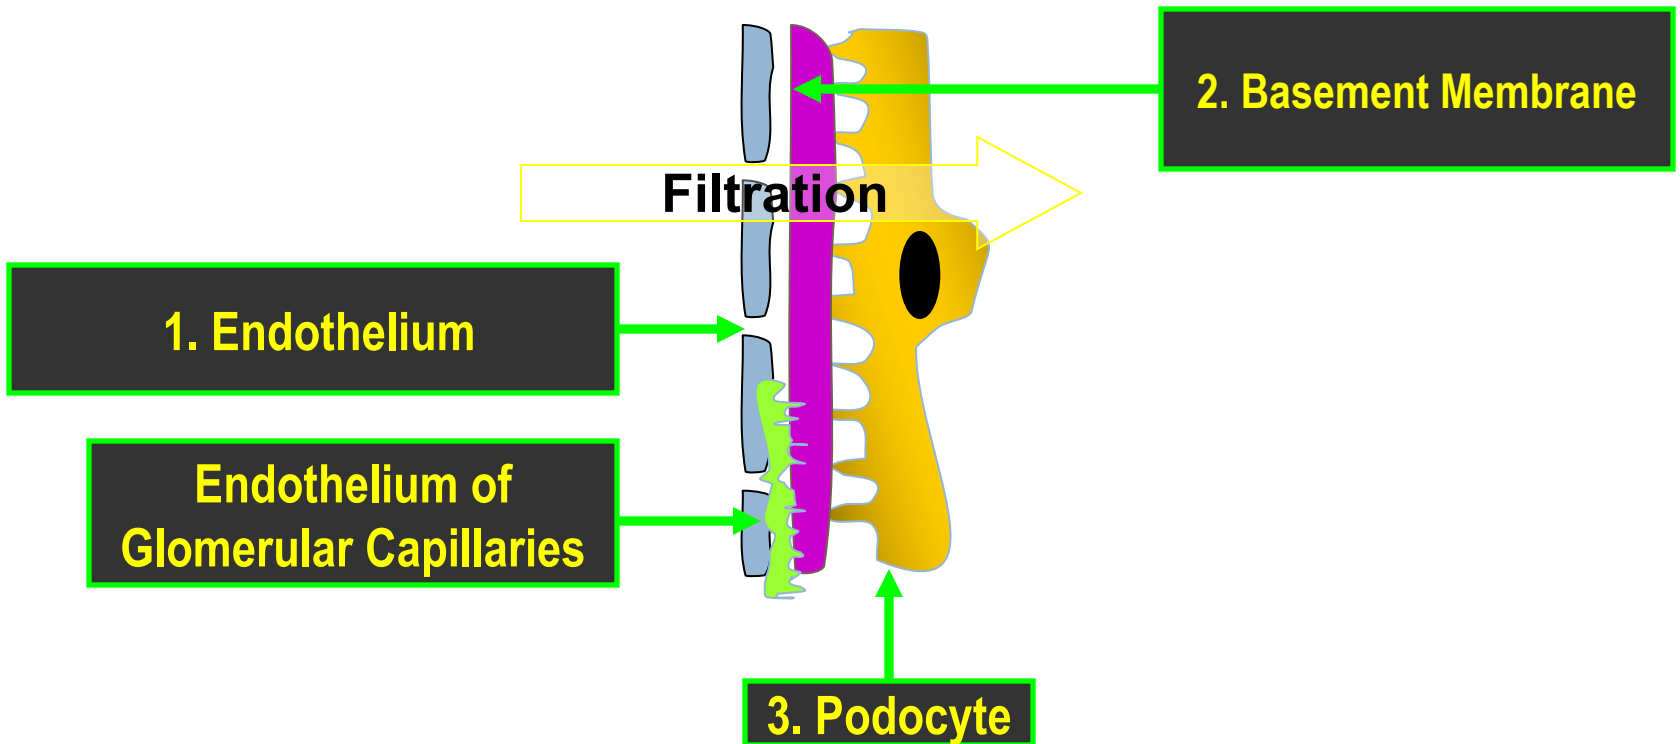 2. Basement Membrane
Filtration
1. Endothelium
Endothelium of
Glomerular Capillaries
3. Podocyte